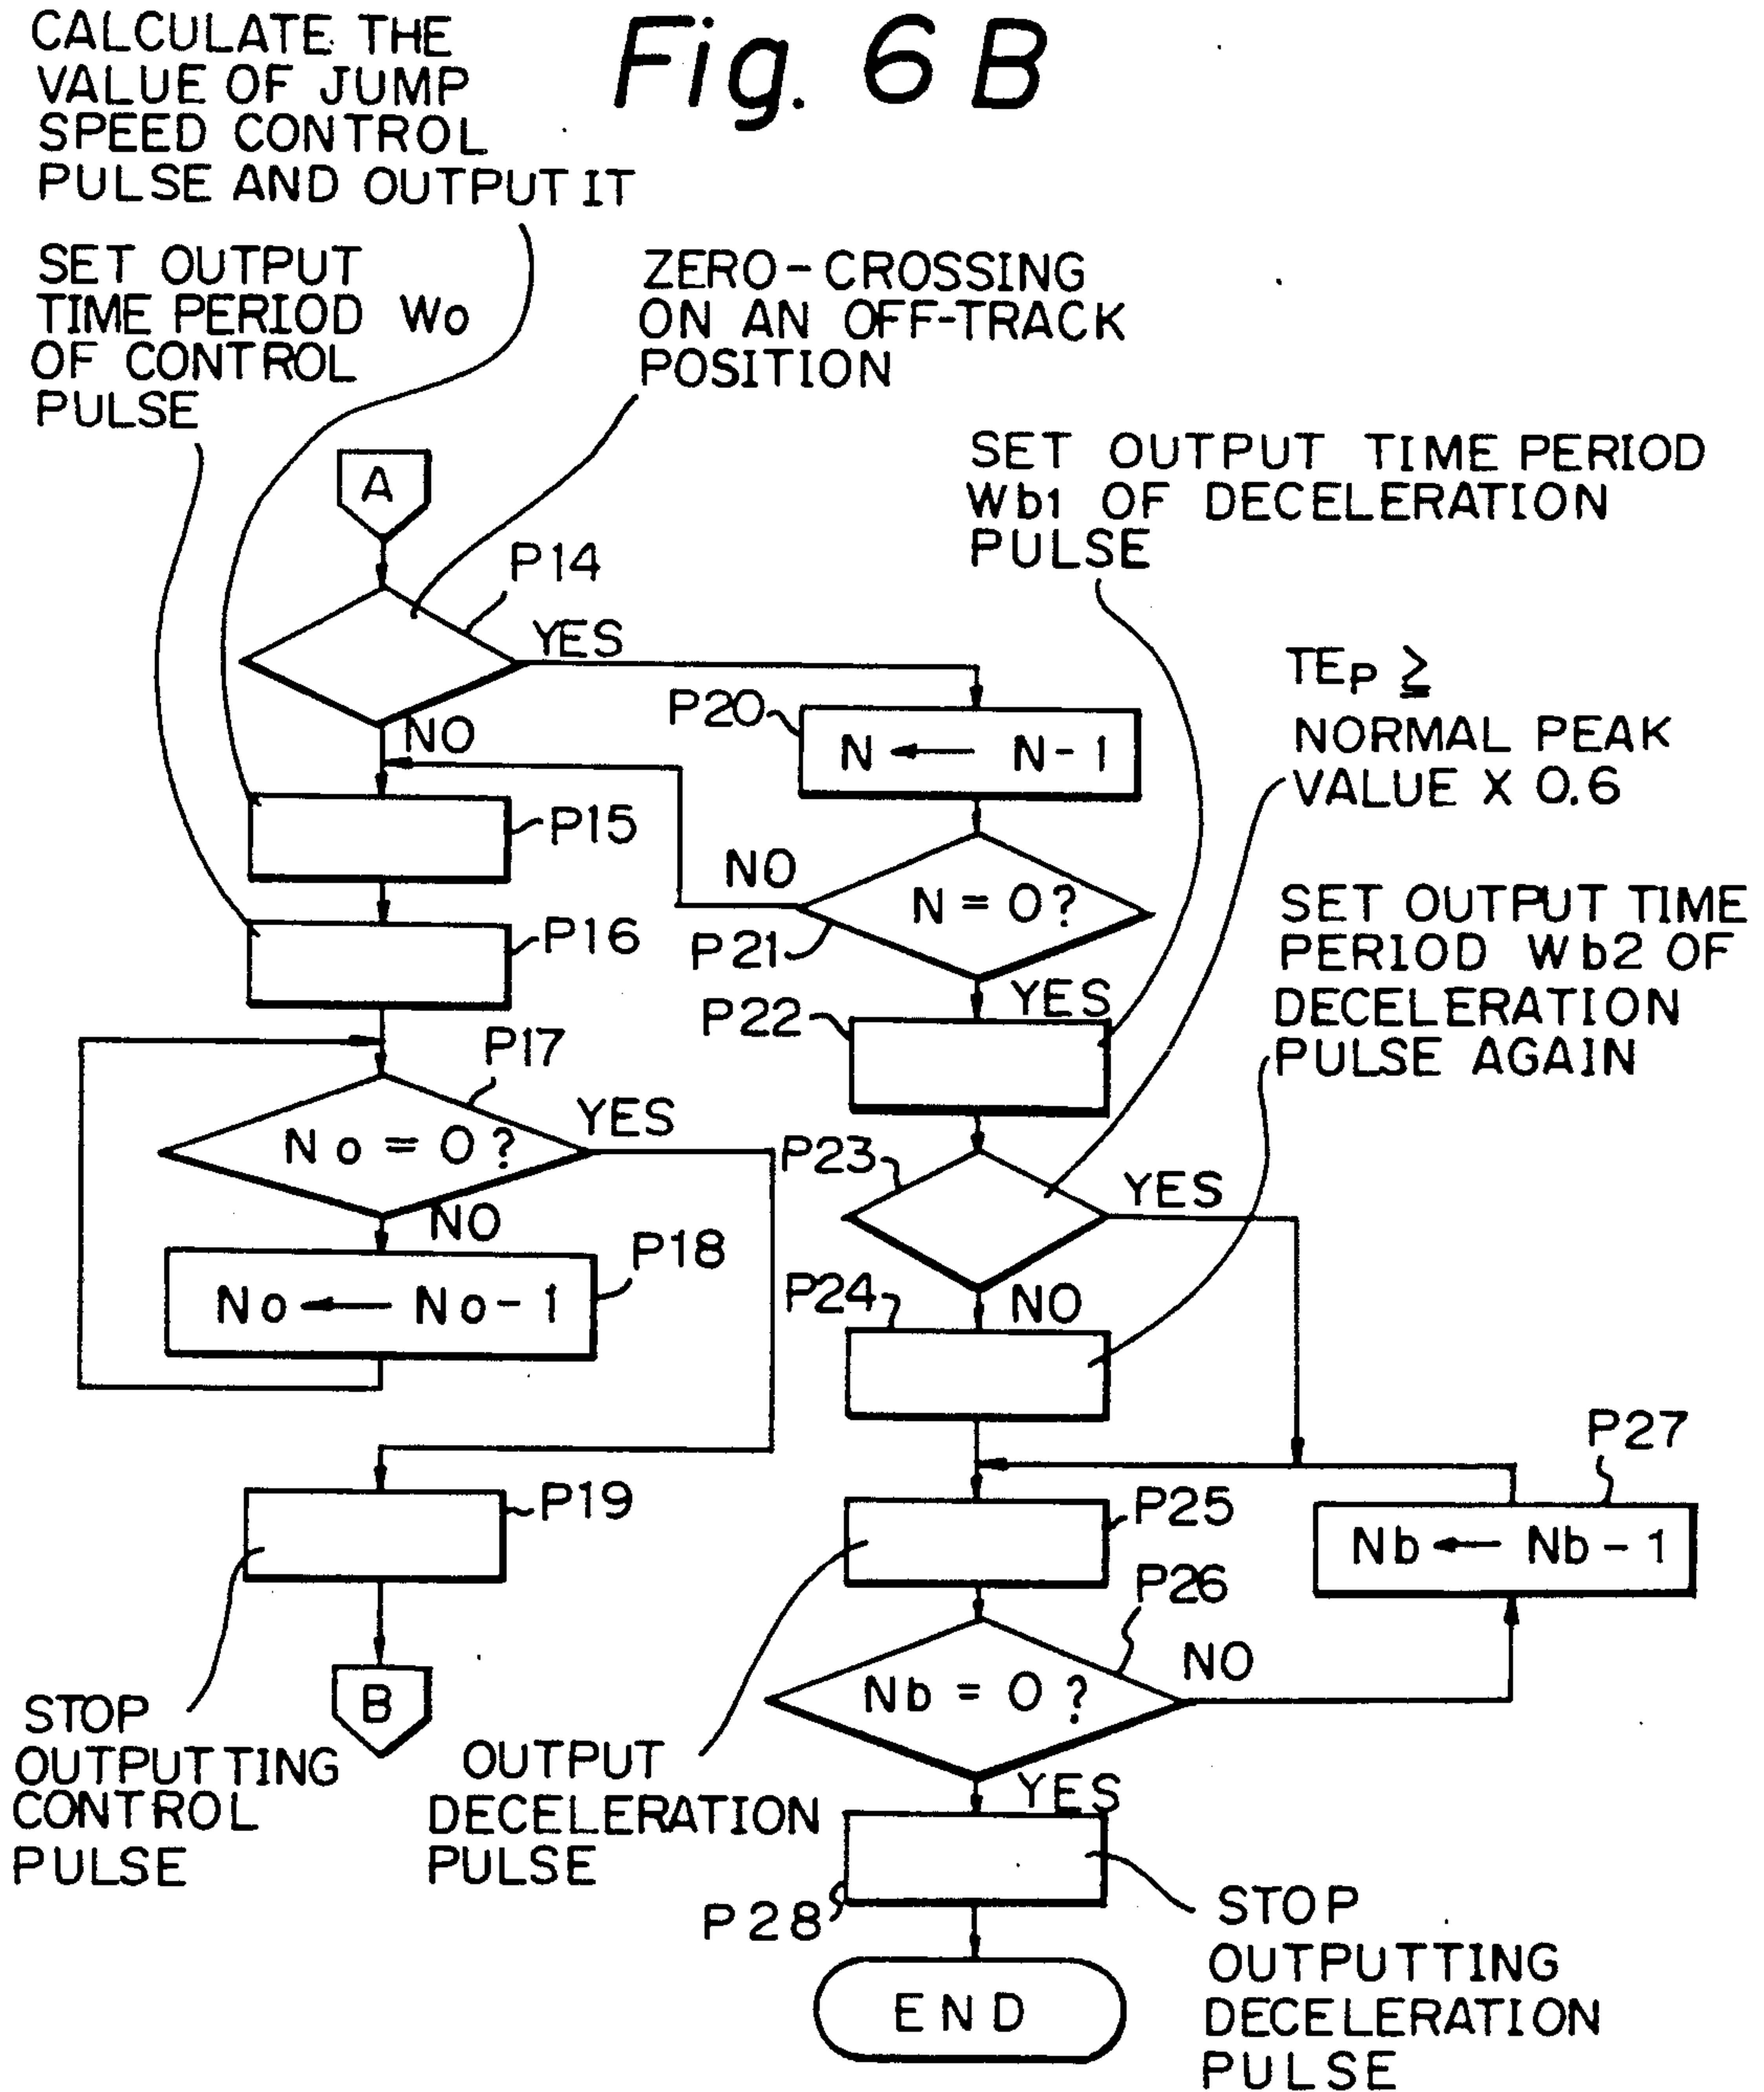 Fig. 6 B
CALCULATE THE
VALUE OF JUMP
SPEED CONTROL
PULSE AND OUTPUT IT
SET OUTPUT
TIME PERIOD Wo
OF CONTROL
PULSE
ZERO-CROSSING
ON AN OFF-TRACK
POSITION
SET OUTPUT TIME PERIOD
Wb1 OF DECELERATION
PULSE
A
P14
YES
NO
TEP ≧
NORMAL PEAK
VALUE X 0.6
P20
N ← N-1
P15
NO
N = 0?
P21
YES
SET OUTPUT TIME
PERIOD Wb2 OF
DECELERATION
PULSE AGAIN
P16
P22
P17
No = 0?
YES
NO
P23
YES
NO
P18
No ← No-1
P24
P27
Nb ← Nb-1
P19
P25
P26
Nb = 0?
NO
YES
B
STOP
OUTPUTTING
CONTROL
PULSE
OUTPUT
DECELERATION
PULSE
P28
STOP
OUTPUTTING
DECELERATION
PULSE
END